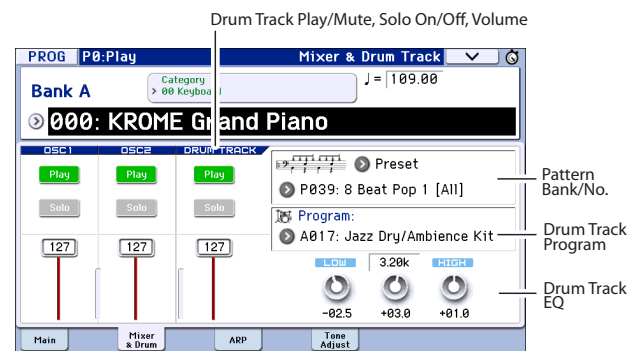 Drum Track Play/Mute, Solo On/Off, Volume
PROG P0:Play Mixer & Drum Track
Bank A
Category
00 Keyboard
♩= 109.00
000: KROME Grand Piano
OSC1 OSC2 DRUM TRACK
Play Play Play
Solo Solo Solo
127 127 127
Preset
P039: 8 Beat Pop 1 [All]
Pattern
Bank/No.
Program:
A017: Jazz Dry/Ambience Kit
Drum Track
Program
LOW 3.20k HIGH
-02.5 +03.0 +01.0
Drum Track
EQ
Main
Mixer
& Drum
ARP
Tone
Adjust